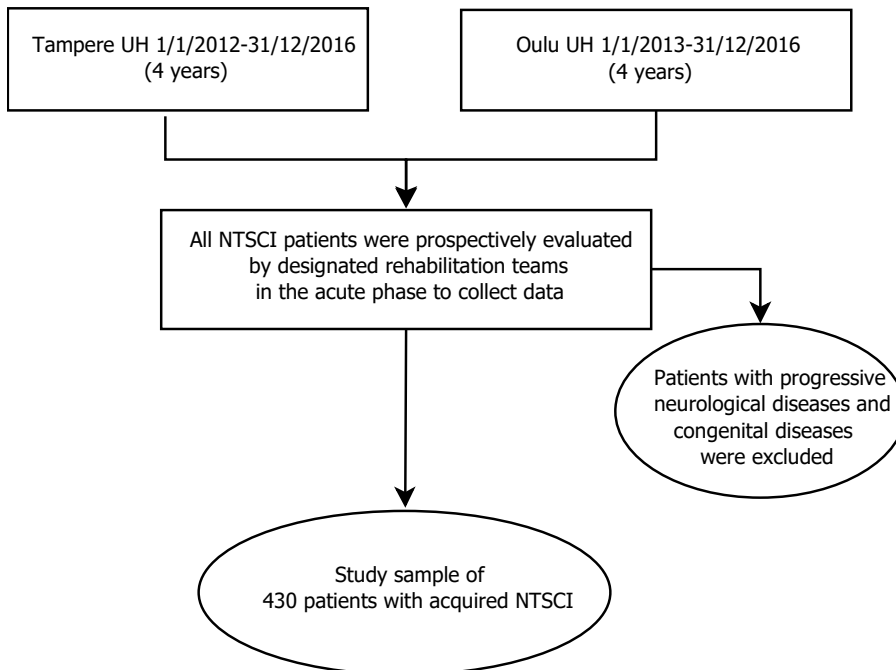 Tampere UH 1/1/2012-31/12/2016
(4 years)
Oulu UH 1/1/2013-31/12/2016
(4 years)
All NTSCI patients were prospectively evaluated
by designated rehabilitation teams
in the acute phase to collect data
Patients with progressive
neurological diseases and
congenital diseases
were excluded
Study sample of
430 patients with acquired NTSCI